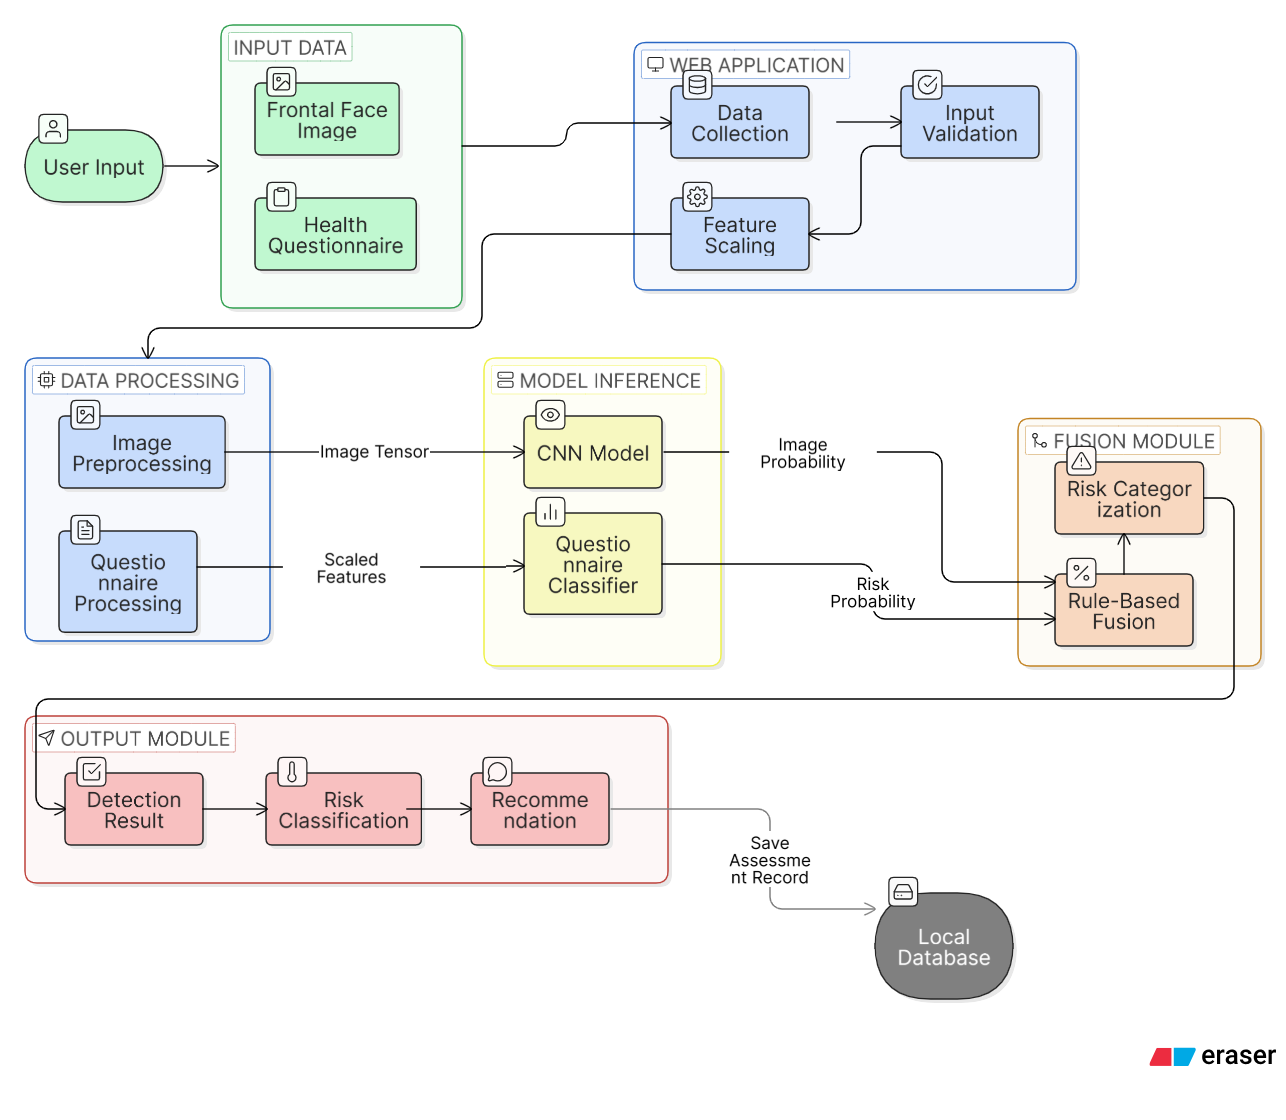 INPUT DATA
Frontal Face
Image
Health
Questionnaire
User Input
WEB APPLICATION
Data
Collection
Input
Validation
Feature
Scaling
DATA PROCESSING
Image
Preprocessing
Questio
nnaire
Processing
Image Tensor
Scaled
Features
MODEL INFERENCE
CNN Model
Questio
nnaire
Classifier
Image
Probability
Risk
Probability
FUSION MODULE
Risk Categor
ization
Rule-Based
Fusion
OUTPUT MODULE
Detection
Result
Risk
Classification
Recomme
ndation
Save
Assessme
nt Record
Local
Database
eraser